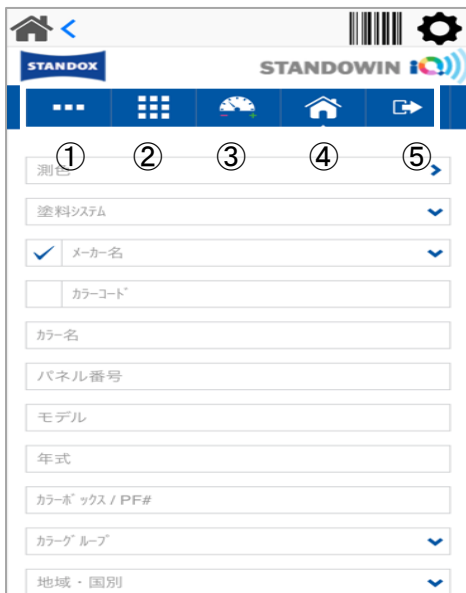 STANDOX STANDOWIN iQ
① ② ③ ④ ⑤
測色
塗料システム
メーカー名
カラーコード
カラー名
パネル番号
モデル
年式
カラーボックス / PF#
カラーグループ
地域・国別